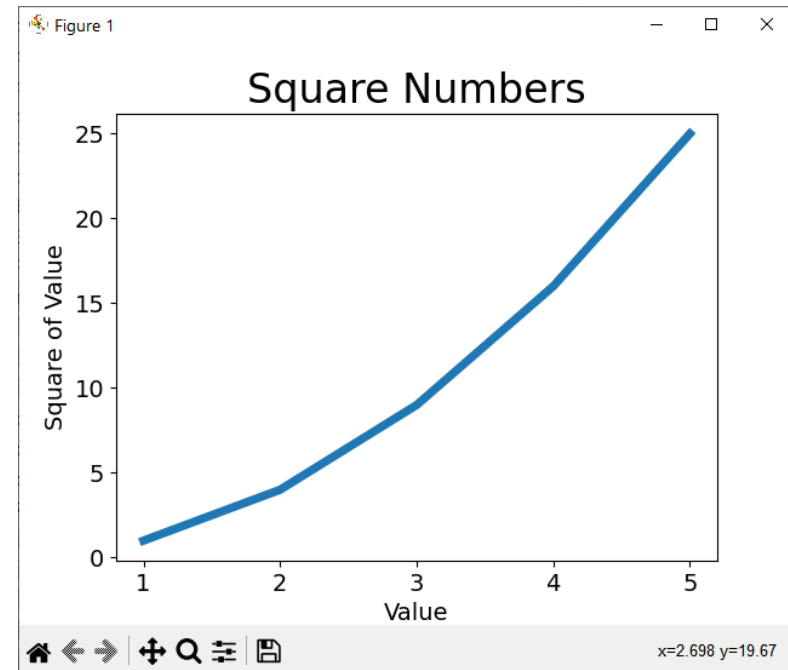 Figure 1
Square Numbers
25
20
15
10
5
0
Square of Value
1 2 3 4 5
Value
x=2.698 y=19.67